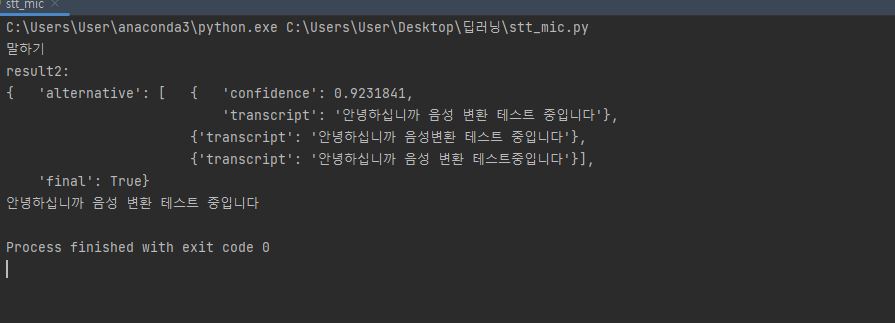 stt_mic ×
C:\Users\User\anaconda3\python.exe C:\Users\User\Desktop\딥러닝\stt_mic.py
말하기
result2:
{   'alternative': [   {   'confidence': 0.9231841,
                           'transcript': '안녕하십니까 음성 변환 테스트 중입니다'},
                       {'transcript': '안녕하십니까 음성변환 테스트 중입니다'},
                       {'transcript': '안녕하십니까 음성 변환 테스트중입니다'}],
    'final': True}
안녕하십니까 음성 변환 테스트 중입니다
Process finished with exit code 0